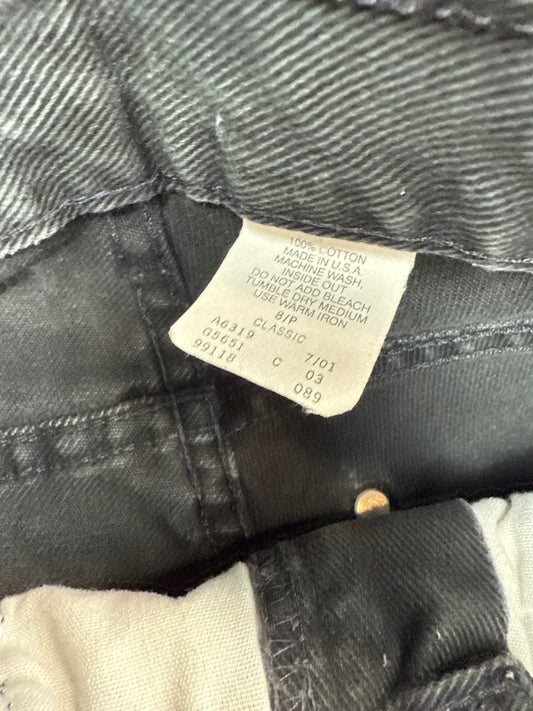 100% COTTON
MADE IN U.S.A.
MACHINE WASH,
INSIDE OUT
DO NOT ADD BLEACH
TUMBLE DRY MEDIUM
USE WARM IRON
8/P
CLASSIC
A6319 7/01
G5651 C 03
99118 089